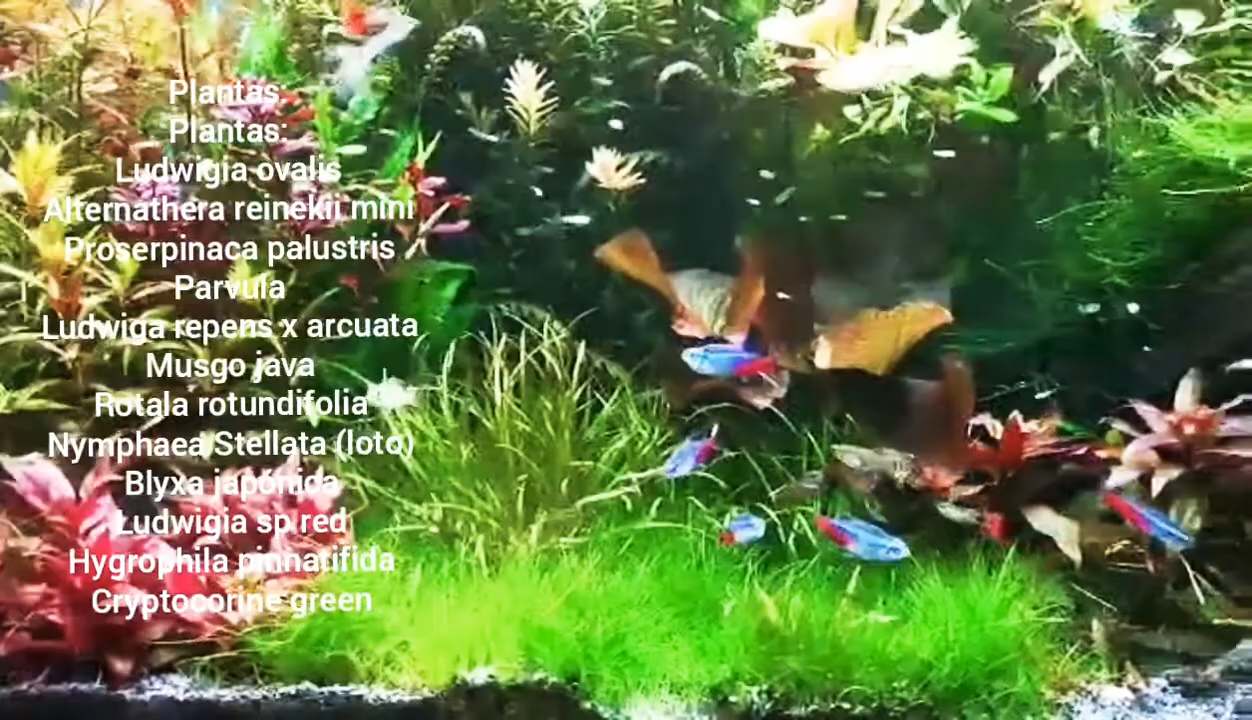 Plantas:
Plantas:
Ludwigia ovalis
Alternathera reinekii mini
Proserpinaca palustris
Parvula
Ludwiga repens x arcuata
Musgo java
Rotala rotundifolia
Nymphaea Stellata (loto)
Blyxa japónica
Ludwigia sp red
Hygrophila pinnatifida
Cryptocorine green